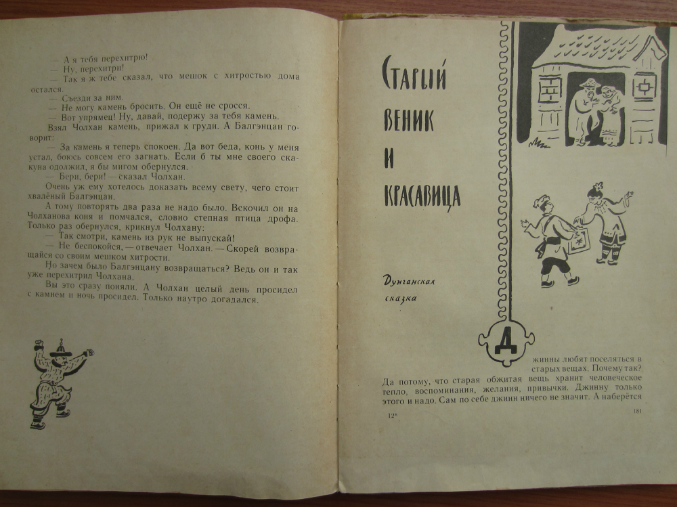 — А я тебя перехитрю!
— Ну, перехитри!
— Так я ж тебе сказал, что мешок с хитростью дома
остался.
— Съезди за ним.
— Не могу камень бросить. Он ещё не сросся.
— Вот упрямец! Ну, давай, подержу за тебя камень.
Взял Чолхан камень, прижал к груди. А Балгэнцан го-
ворит:
— За камень я теперь спокоен. Да вот беда, конь у меня
устал, боюсь совсем его загнать. Если б ты мне своего ска-
куна одолжил, я бы мигом обернулся.
— Бери, бери! — сказал Чолхан.
Очень уж ему хотелось доказать всему свету, чего стоит
хвалёный Балгэнцан.
А тому повторять два раза не надо было. Вскочил он на
Чолханова коня и помчался, словно степная птица дрофа.
Только раз обернулся, крикнул Чолхану:
— Так смотри, камень из рук не выпускай!
— Не беспокойся, — отвечает Чолхан. — Скорей возвра-
щайся со своим мешком хитрости.
Но зачем было Балгэнцану возвращаться? Ведь он и так
уже перехитрил Чолхана.
Вы это сразу поняли. А Чолхан целый день просидел
с камнем и ночь просидел. Только наутро догадался.
Старый
веник
и
красавица
Дунганская
сказка
Д
жинны любят поселяться в
старых вещах. Почему так?
Да потому, что старая обжитая вещь хранит человеческое
тепло, воспоминания, желания, привычки. Джинну только
этого и надо. Сам по себе джинн ничего не значит. А наберётся
12* 181